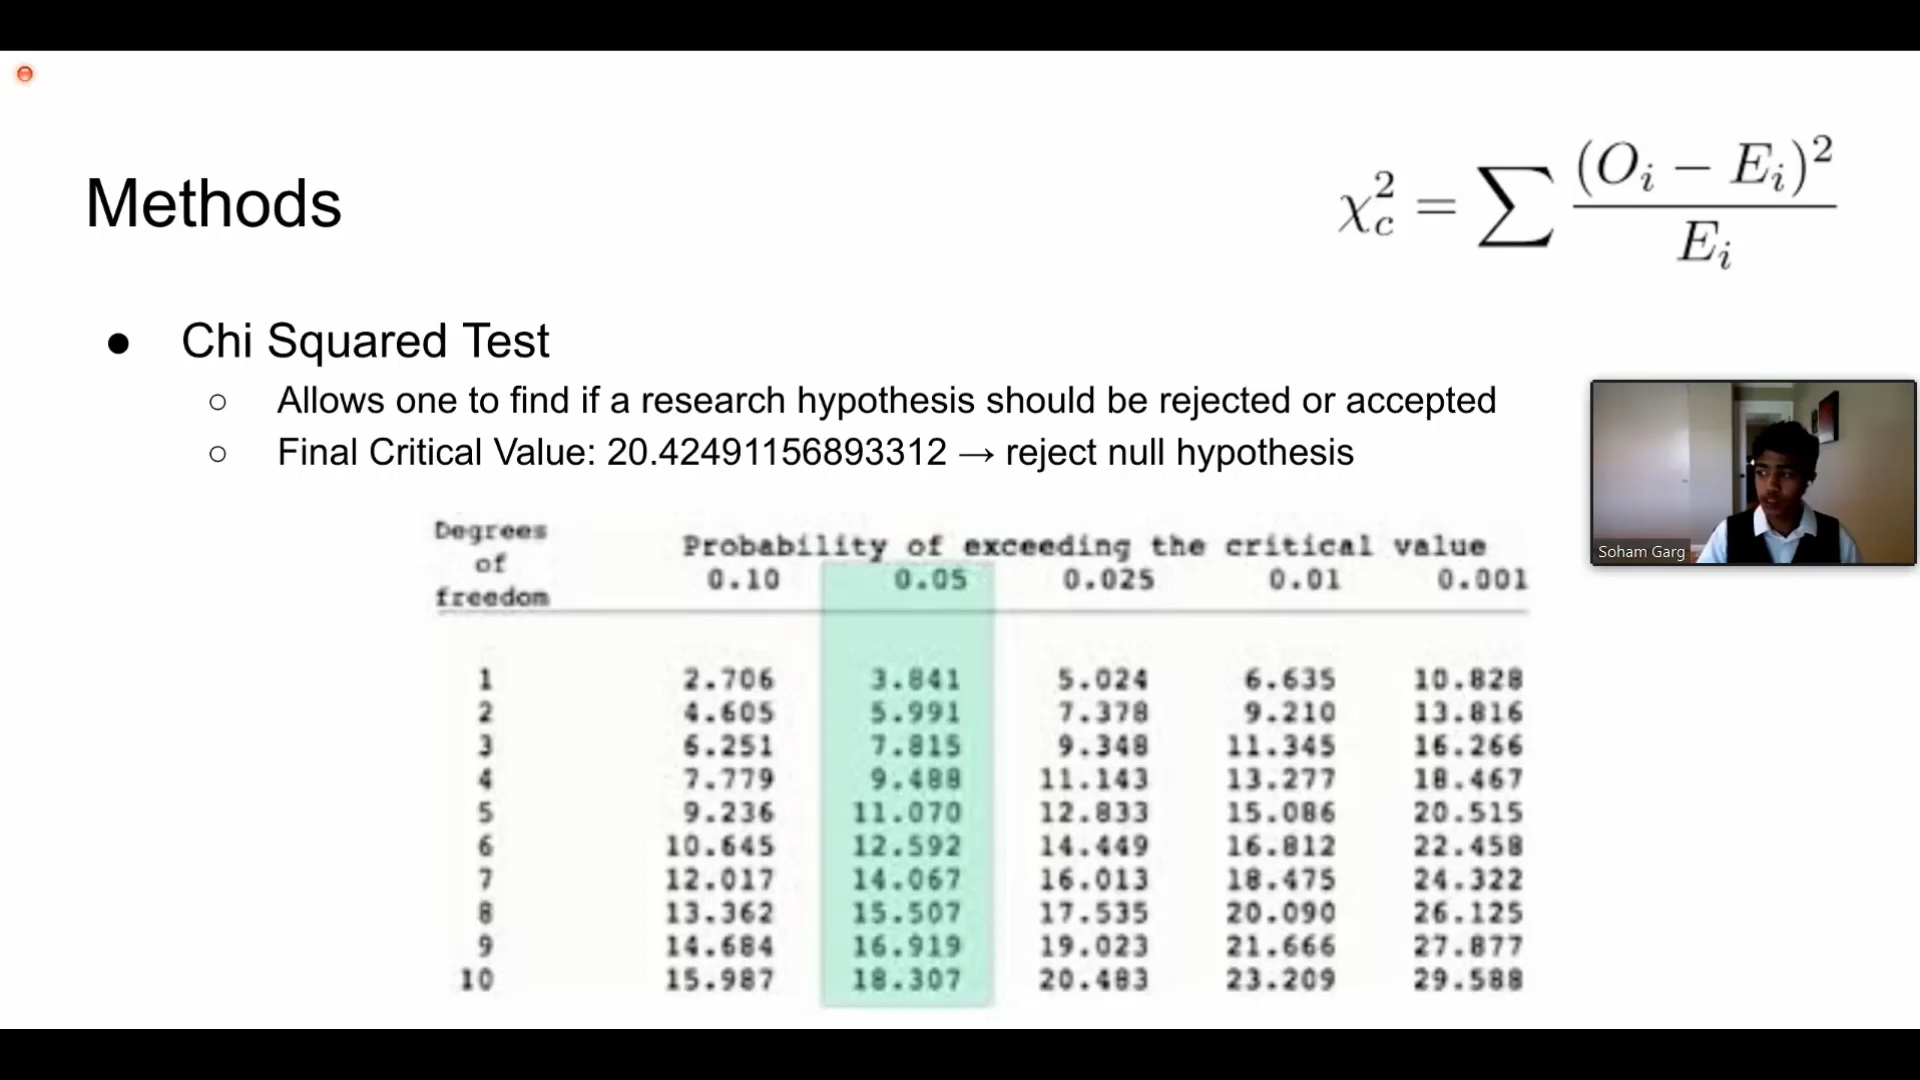 Methods
χ²c = ∑ (Oi − Ei)² / Ei
● Chi Squared Test
○ Allows one to find if a research hypothesis should be rejected or accepted
○ Final Critical Value: 20.42491156893312 → reject null hypothesis
Soham Garg
Degrees of freedom
Probability of exceeding the critical value
0.10 0.05 0.025 0.01 0.001
1 2.706 3.841 5.024 6.635 10.828
2 4.605 5.991 7.378 9.210 13.816
3 6.251 7.815 9.348 11.345 16.266
4 7.779 9.488 11.143 13.277 18.467
5 9.236 11.070 12.833 15.086 20.515
6 10.645 12.592 14.449 16.812 22.458
7 12.017 14.067 16.013 18.475 24.322
8 13.362 15.507 17.535 20.090 26.125
9 14.684 16.919 19.023 21.666 27.877
10 15.987 18.307 20.483 23.209 29.588